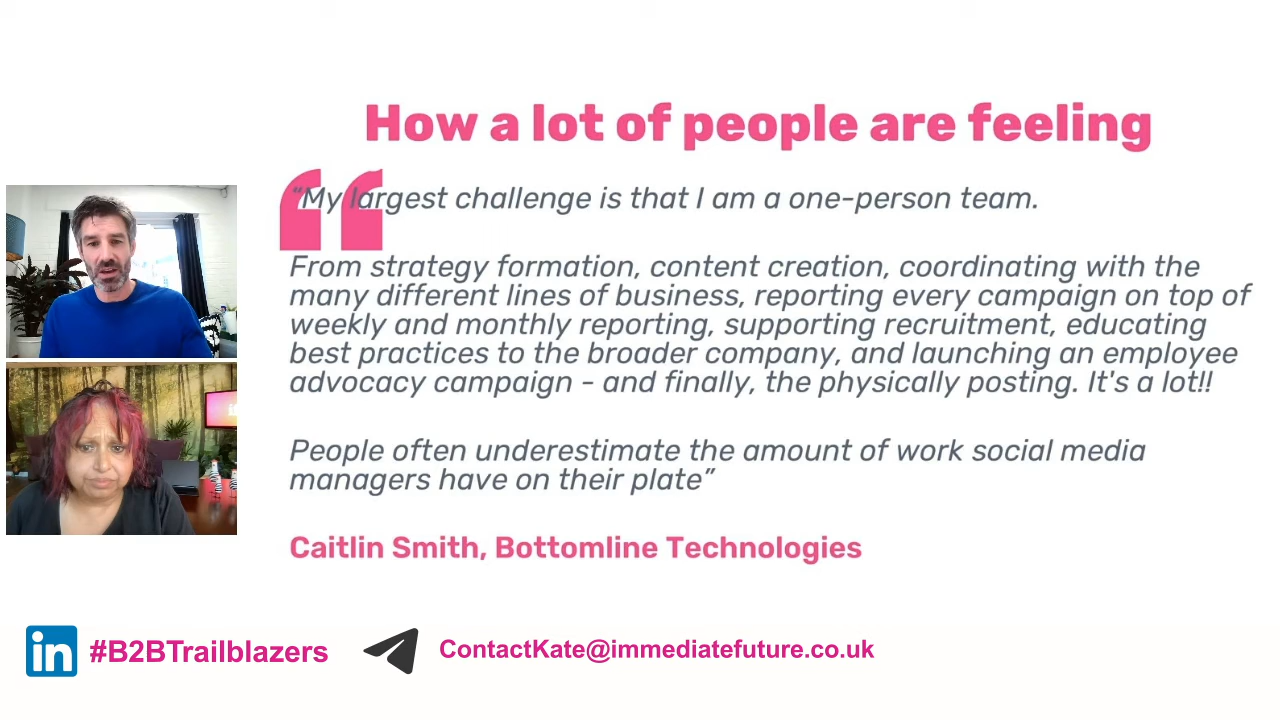 How a lot of people are feeling
“My largest challenge is that I am a one-person team.
From strategy formation, content creation, coordinating with the
many different lines of business, reporting every campaign on top of
weekly and monthly reporting, supporting recruitment, educating
best practices to the broader company, and launching an employee
advocacy campaign - and finally, the physically posting. It's a lot!!
People often underestimate the amount of work social media
managers have on their plate”
Caitlin Smith, Bottomline Technologies
in #B2BTrailblazers ContactKate@immediatefuture.co.uk